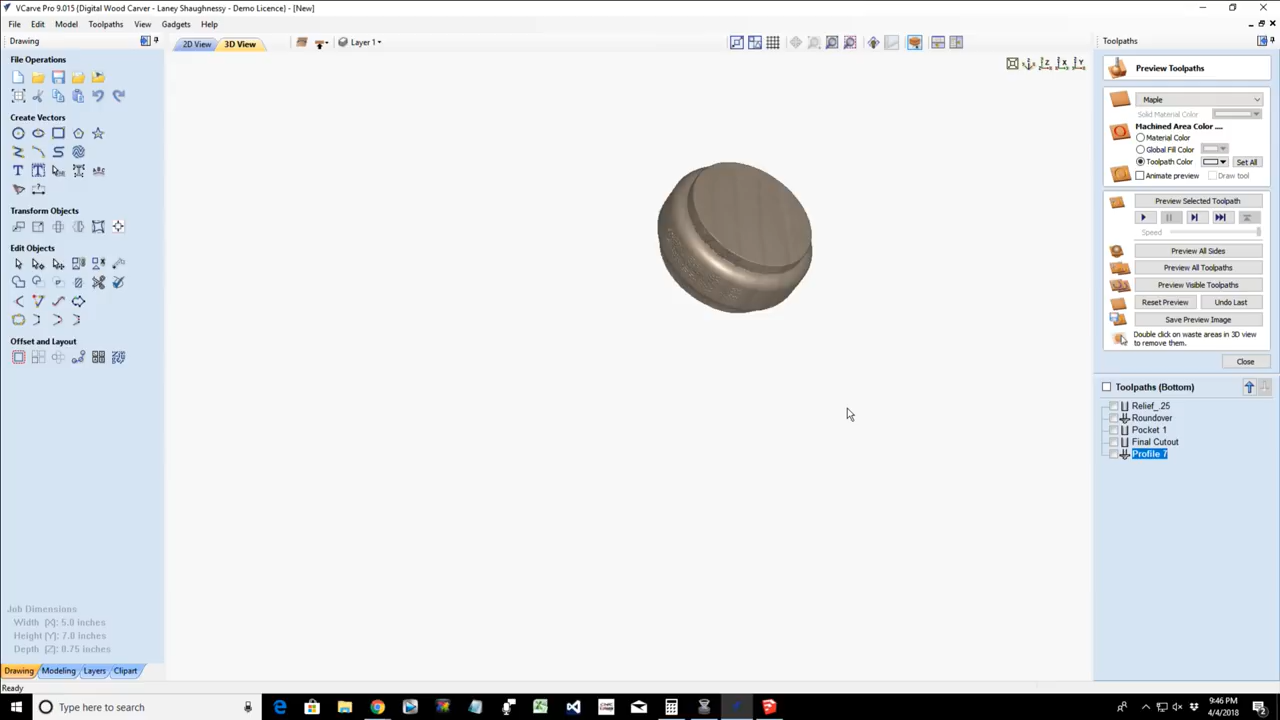 VCarve Pro 9.015 {Digital Wood Carver - Laney Shaughnessy - Demo Licence} - [New]
File Edit Model Toolpaths View Gadgets Help
Drawing
2D View 3D View Layer 1
Toolpaths
File Operations
Create Vectors
Transform Objects
Edit Objects
Offset and Layout
Job Dimensions
Width (X): 5.0 inches
Height (Y): 7.0 inches
Depth (Z): 0.75 inches
Drawing Modeling Layers Clipart
Ready
Z X Y
Preview Toolpaths
Maple
Solid Material Color
Machined Area Color ....
Material Color
Global Fill Color
Toolpath Color Set All
Animate preview Draw tool
Preview Selected Toolpath
Speed
Preview All Sides
Preview All Toolpaths
Preview Visible Toolpaths
Reset Preview Undo Last
Save Preview Image
Double click on waste areas in 3D view
to remove them.
Close
Toolpaths (Bottom)
Relief_.25
Roundover
Pocket 1
Final Cutout
Profile 7
Type here to search
9:46 PM
4/4/2018